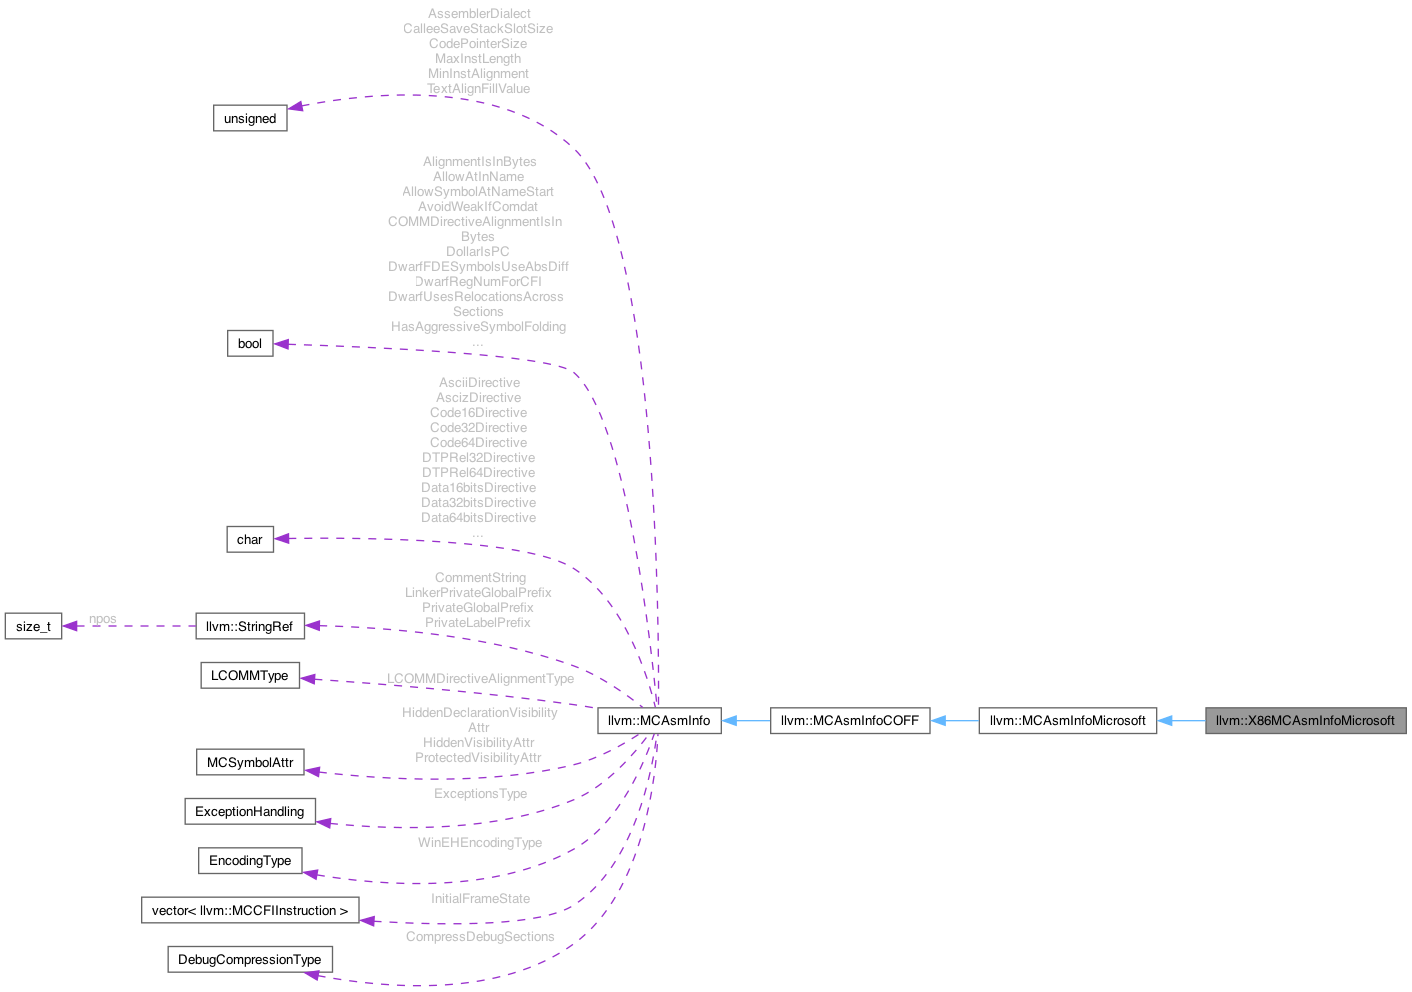 AssemblerDialect
CalleeSaveStackSlotSize
CodePointerSize
MaxInstLength
MinInstAlignment
TextAlignFillValue
unsigned
AlignmentIsInBytes
AllowAtInName
AllowSymbolAtNameStart
AvoidWeakIfComdat
COMMDirectiveAlignmentIsIn
Bytes
DollarIsPC
DwarfFDESymbolsUseAbsDiff
DwarfRegNumForCFI
DwarfUsesRelocationsAcross
Sections
HasAggressiveSymbolFolding
...
bool
AsciiDirective
AscizDirective
Code16Directive
Code32Directive
Code64Directive
DTPRel32Directive
DTPRel64Directive
Data16bitsDirective
Data32bitsDirective
Data64bitsDirective
...
char
CommentString
LinkerPrivateGlobalPrefix
PrivateGlobalPrefix
PrivateLabelPrefix
size_t
npos
llvm::StringRef
LCOMMType
LCOMMDirectiveAlignmentType
HiddenDeclarationVisibility
Attr
HiddenVisibilityAttr
ProtectedVisibilityAttr
llvm::MCAsmInfo
llvm::MCAsmInfoCOFF
llvm::MCAsmInfoMicrosoft
llvm::X86MCAsmInfoMicrosoft
MCSymbolAttr
ExceptionsType
ExceptionHandling
WinEHEncodingType
EncodingType
InitialFrameState
vector< llvm::MCCFIInstruction >
CompressDebugSections
DebugCompressionType